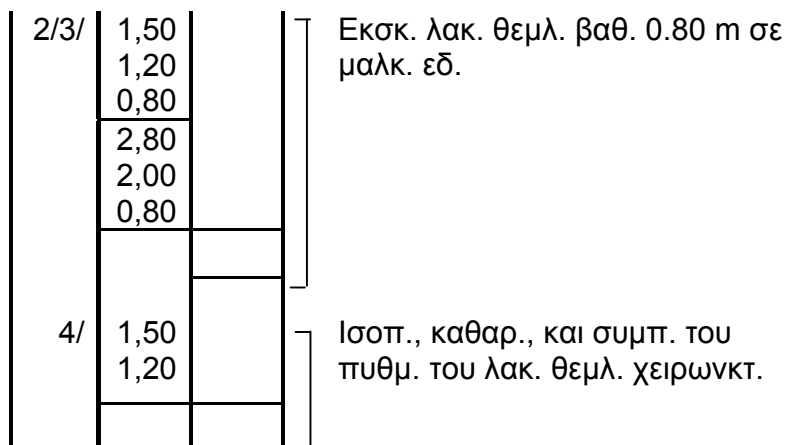 2/3/ 1,50 Εκσκ. λακ. θεμλ. βαθ. 0.80 m σε
1,20 μαλκ. εδ.
0,80
2,80
2,00
0,80
4/ 1,50 Ισοπ., καθαρ., και συμπ. του
1,20 πυθμ. του λακ. θεμλ. χειρωνκτ.